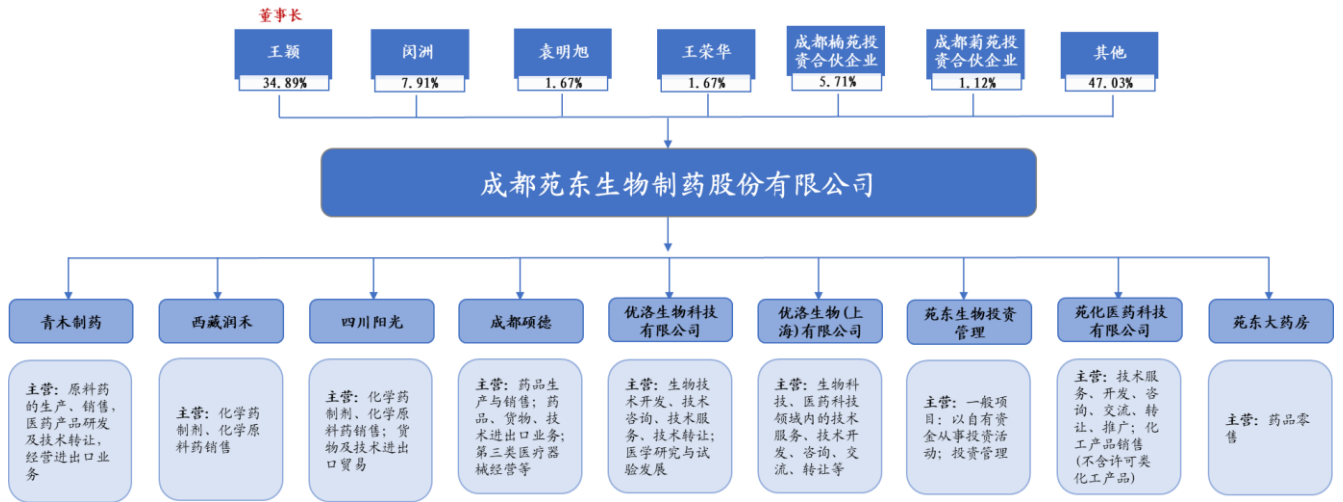 董事长
王颖
34.89%
闵洲
7.91%
袁明旭
1.67%
王荣华
1.67%
成都楠苑投
资合伙企业
5.71%
成都菊苑投
资合伙企业
1.12%
其他
47.03%
成都苑东生物制药股份有限公司
青木制药
西藏润禾
四川阳光
成都硕德
优洛生物科技
有限公司
优洛生物(上
海)有限公司
苑东生物投资
管理
苑化医药科技
有限公司
苑东大药房
主营：原料药
的生产、销售，
医药产品研发
及技术转让，
经营进出口业
务
主营：化学药
制剂、化学原
料药销售
主营：化学药
制剂、化学原
料药销售；货
物及技术进出
口贸易
主营：药品生
产与销售；药
品、货物、技
术进出口业务；
第三类医疗器
械经营等
主营：生物技
术开发、技术
咨询、技术服
务、技术转让；
医学研究与试
验发展
主营：生物科
技、医药科技
领域内的技术
服务、技术开
发、咨询、交
流、转让等
主营：一般项
目：以自有资
金从事投资活
动；投资管理
主营：技术服
务、开发、咨
询、交流、转
让、推广；化
工产品销售
(不含许可类
化工产品)
主营：药品零
售